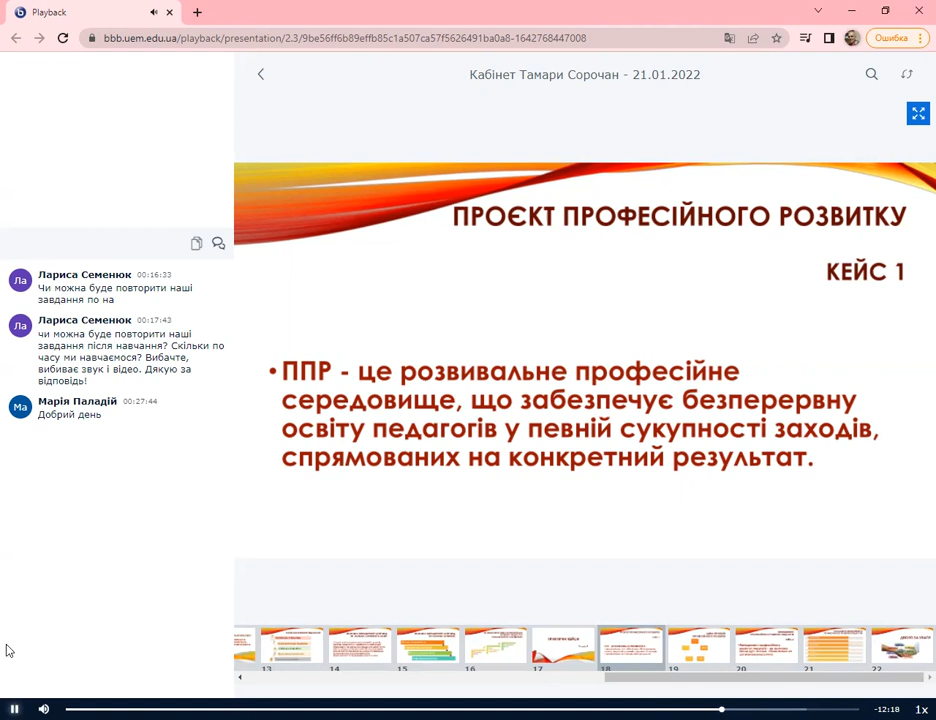 Playback
bbb.uem.edu.ua/playback/presentation/2.3/9be56ff6b89effb85c1a507ca57f5626491ba0a8-1642768447008
Ошибка
Кабінет Тамари Сорочан - 21.01.2022
Ла
Лариса Семенюк 00:16:33
Чи можна буде повторити наші
завдання по на
Ла
Лариса Семенюк 00:17:43
чи можна буде повторити наші
завдання після навчання? Скільки по
часу ми навчаємося? Вибачте,
вибиває звук і відео. Дякую за
відповідь!
Ма
Марія Паладій 00:27:44
Добрий день
ПРОЄКТ ПРОФЕСІЙНОГО РОЗВИТКУ
КЕЙС 1
• ППР - це розвивальне професійне
середовище, що забезпечує безперервну
освіту педагогів у певній сукупності заходів,
спрямованих на конкретний результат.
13 14 15 16 17 18 19 20 21 22
-12:18 1x